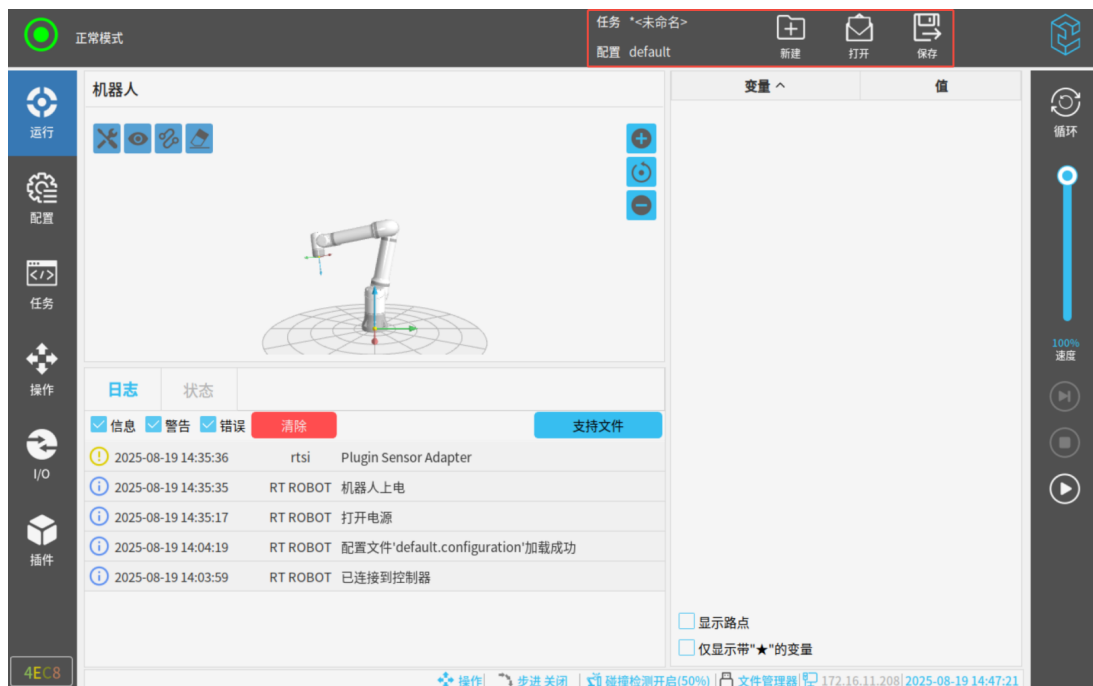 正常模式
任务 *<未命名>
配置 default
新建
打开
保存
运行
配置
任务
操作
I/O
插件
4EC8
机器人
日志
状态
信息 警告 错误 清除 支持文件
2025-08-19 14:35:36 rtsi Plugin Sensor Adapter
2025-08-19 14:35:35 RT ROBOT 机器人上电
2025-08-19 14:35:17 RT ROBOT 打开电源
2025-08-19 14:04:19 RT ROBOT 配置文件'default.configuration'加载成功
2025-08-19 14:03:59 RT ROBOT 已连接到控制器
变量 值
显示路点
仅显示带"★"的变量
循环
100%
速度
操作 步进 关闭 碰撞检测开启(50%) 文件管理器 172.16.11.208 2025-08-19 14:47:21